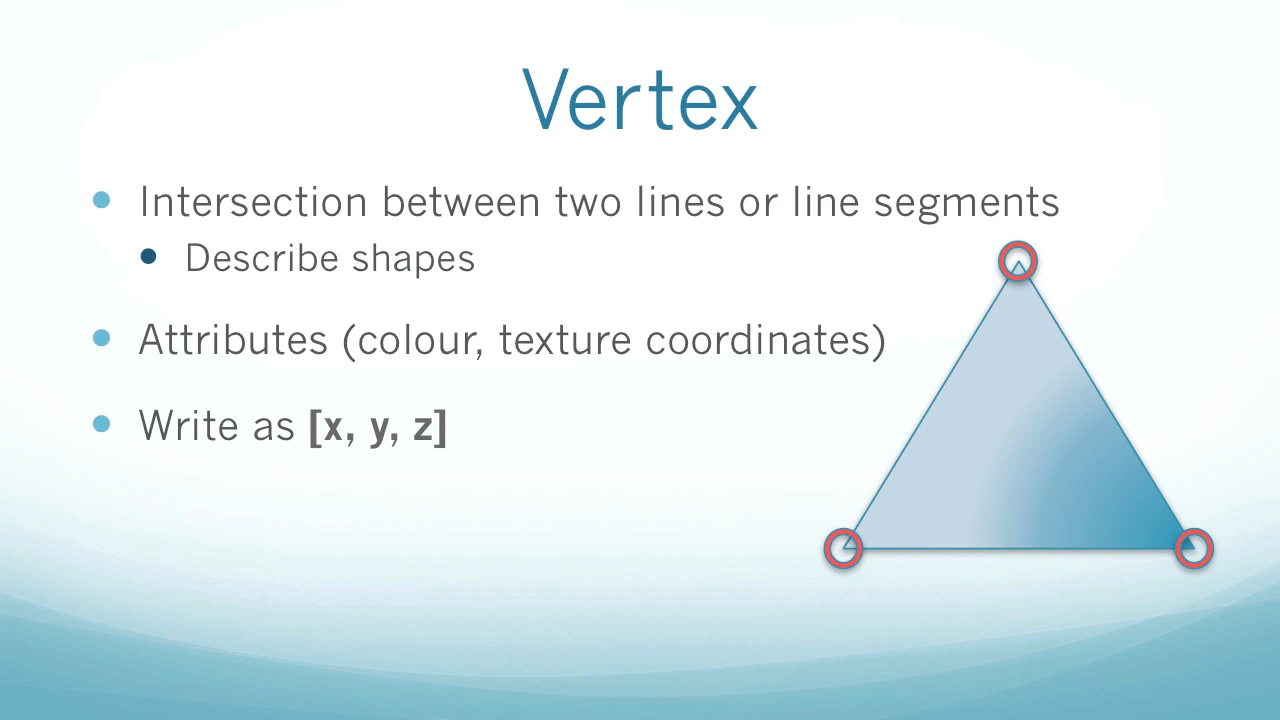 Vertex
Intersection between two lines or line segments
Describe shapes
Attributes (colour, texture coordinates)
Write as [x, y, z]